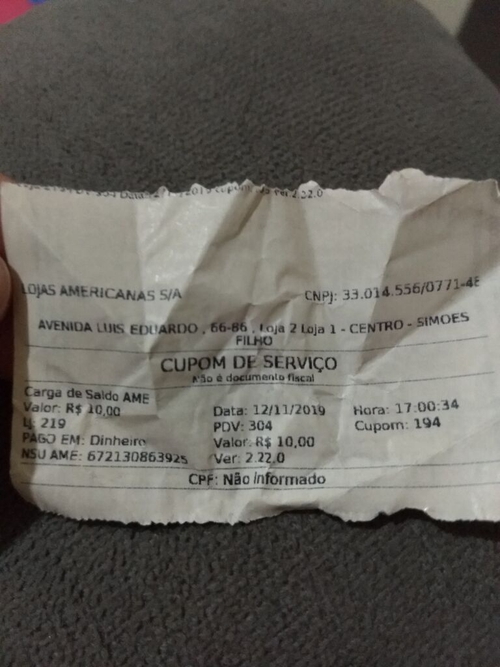 LOJAS AMERICANAS S/A CNPJ: 33.014.556/0771-48
AVENIDA LUIS EDUARDO , 66-86 , Loja 2 Loja 1 - CENTRO - SIMOES
FILHO
CUPOM DE SERVIÇO
Não é documento fiscal
Carga de Saldo AME
Valor: R$ 10,00 Data: 12/11/2019 Hora: 17:00:34
Lj: 219 PDV: 304 Cupom: 194
PAGO EM: Dinheiro Valor: R$ 10,00
NSU AME: 672130863925 Ver: 2.22.0
CPF: Não informado